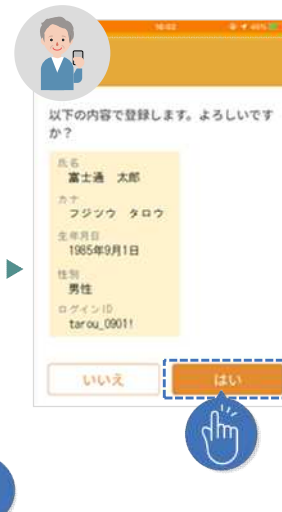 16:02
46%
以下の内容で登録します。よろしいです
か？
氏名
富士通　太郎
カナ
フジツウ　タロウ
生年月日
1985年9月1日
性別
男性
ログインID
tarou_0901!
いいえ
はい